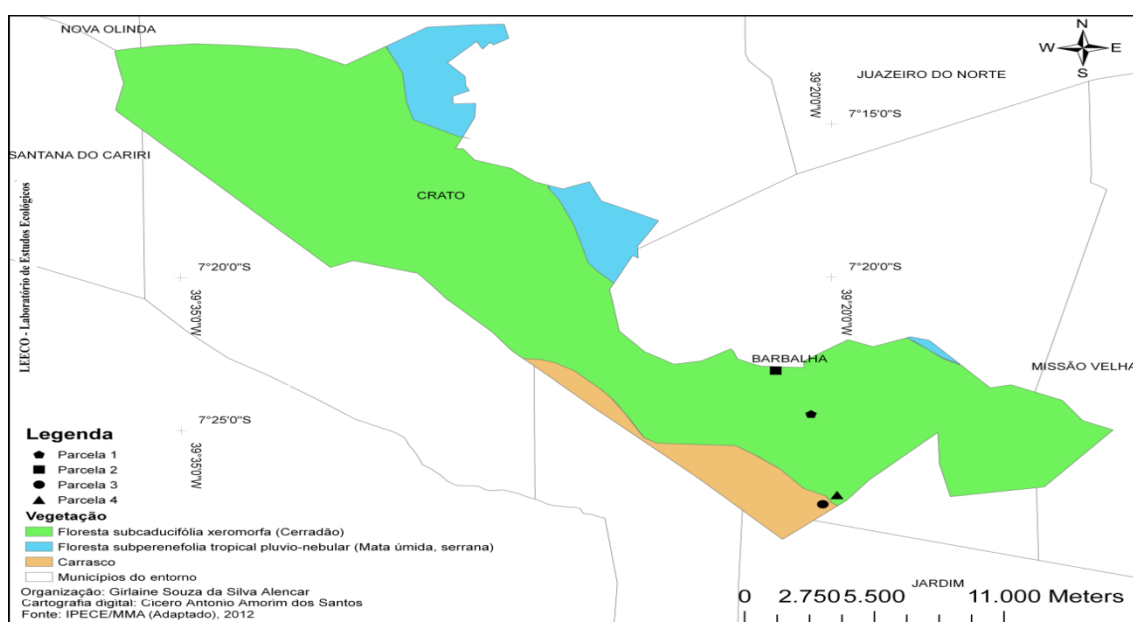 NOVA OLINDA
N
W E
S
JUAZEIRO DO NORTE
39°20'0"W
7°15'0"S
SANTANA DO CARIRI
CRATO
LEECO - Laboratório de Estudos Ecológicos
7°20'0"S
39°35'0"W
7°20'0"S
39°20'0"W
BARBALHA
MISSÃO VELHA
7°25'0"S
39°35'0"W
Legenda
Parcela 1
Parcela 2
Parcela 3
Parcela 4
Vegetação
Floresta subcaducifólia xeromorfa (Cerradão)
Floresta subperenefolia tropical pluvio-nebular (Mata úmida, serrana)
Carrasco
Municípios do entorno
Organização: Girlaine Souza da Silva Alencar
Cartografia digital: Cicero Antonio Amorim dos Santos
Fonte: IPECE/MMA (Adaptado), 2012
JARDIM
0 2.750 5.500 11.000 Meters